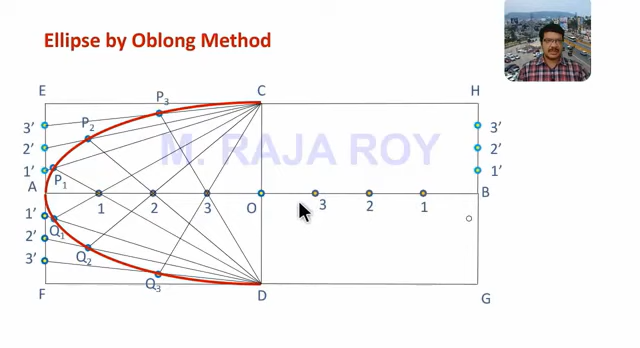 Ellipse by Oblong Method
E P₃ C H
3′ P₂ 3′
2′ 2′
M. RAJA ROY
1′ 1′
A P₁ B
1 2 3 O 3 2 1
1′
Q₁
2′
Q₂
3′
Q₃
F D G